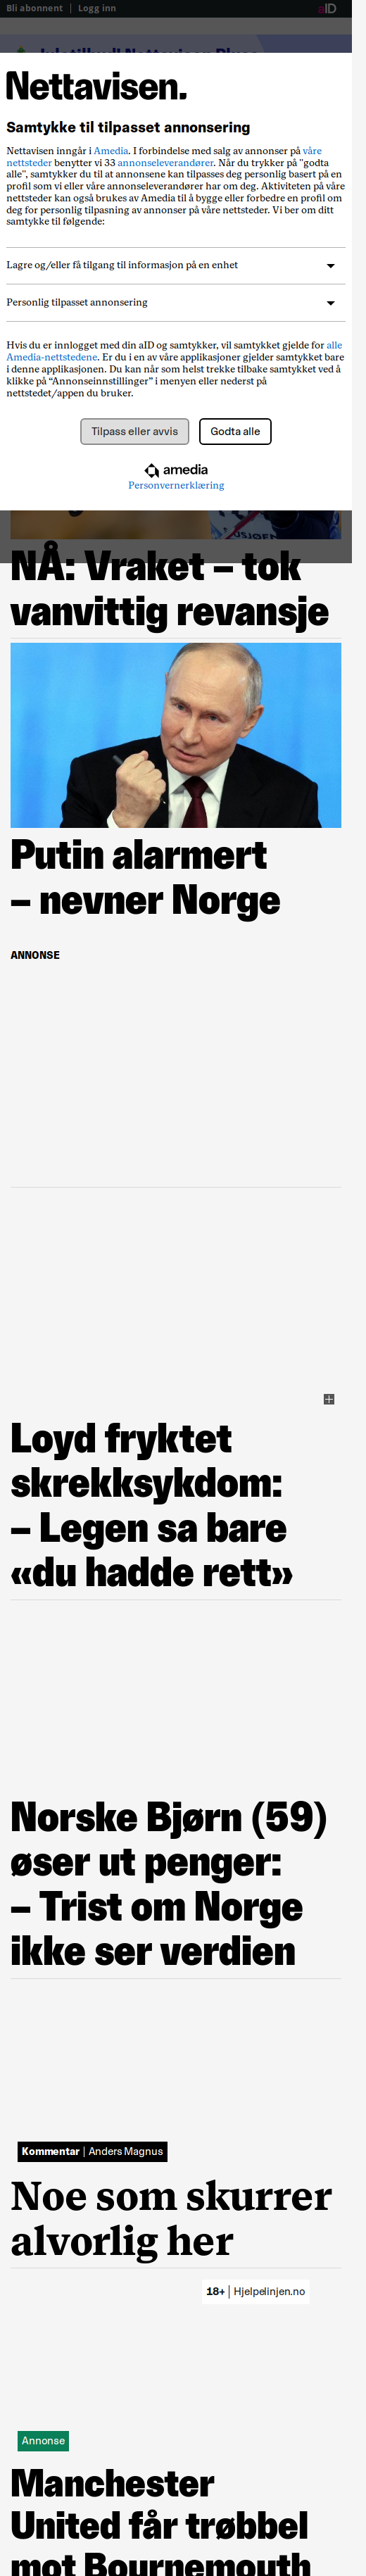 Bli abonnent | Logg inn
aID
Nettavisen.
Samtykke til tilpasset annonsering
Nettavisen inngår i Amedia. I forbindelse med salg av annonser på våre
nettsteder benytter vi 33 annonseleverandører. Når du trykker på "godta
alle", samtykker du til at annonsene kan tilpasses deg personlig basert på en
profil som vi eller våre annonseleverandører har om deg. Aktiviteten på våre
nettsteder kan også brukes av Amedia til å bygge eller forbedre en profil om
deg for personlig tilpasning av annonser på våre nettsteder. Vi ber om ditt
samtykke til følgende:
Lagre og/eller få tilgang til informasjon på en enhet
Personlig tilpasset annonsering
Hvis du er innlogget med din aID og samtykker, vil samtykket gjelde for alle
Amedia-nettstedene. Er du i en av våre applikasjoner gjelder samtykket bare
i denne applikasjonen. Du kan når som helst trekke tilbake samtykket ved å
klikke på “Annonseinnstillinger” i menyen eller nederst på
nettstedet/appen du bruker.
Tilpass eller avvis
Godta alle
amedia
Personvernerklæring
NÅ: Vraket – tok
vanvittig revansje
Putin alarmert
– nevner Norge
ANNONSE
Loyd fryktet
skrekksykdom:
– Legen sa bare
«du hadde rett»
Norske Bjørn (59)
øser ut penger:
– Trist om Norge
ikke ser verdien
Kommentar | Anders Magnus
Noe som skurrer
alvorlig her
18+ | Hjelpelinjen.no
Annonse
Manchester
United får trøbbel
mot Bournemouth